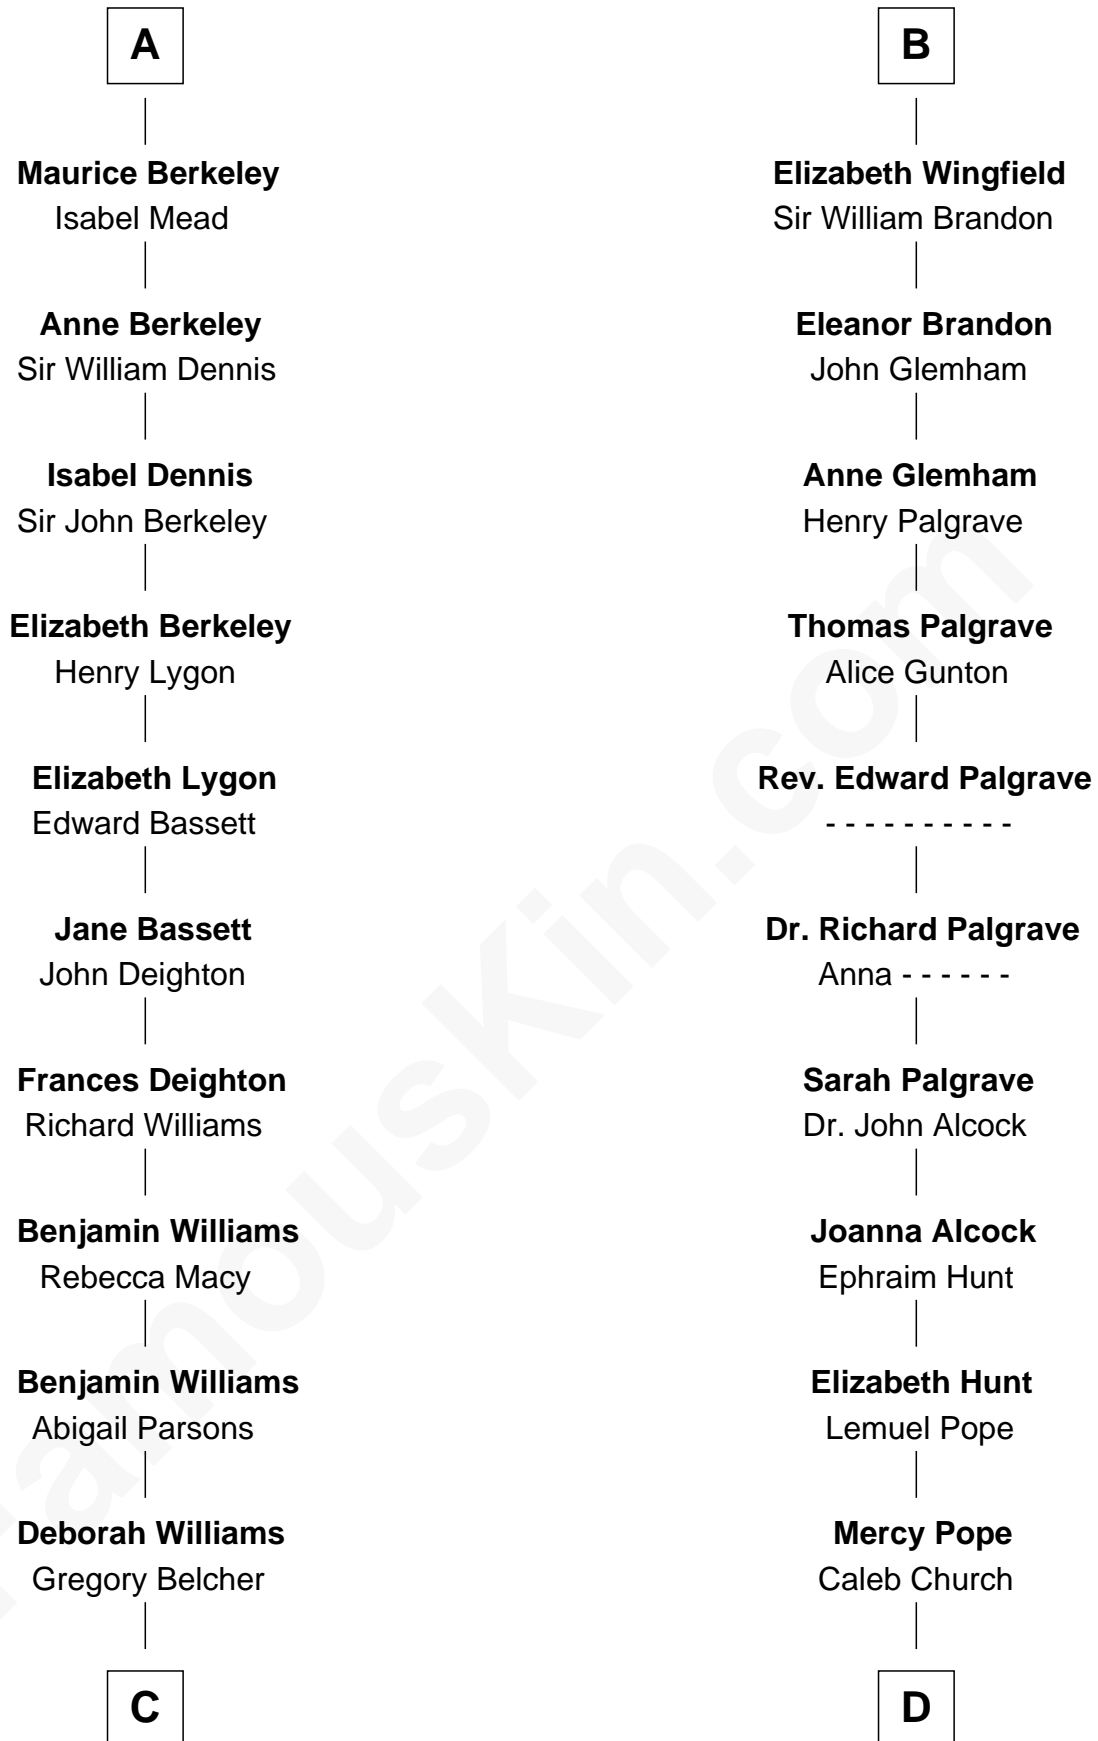 A
Maurice Berkeley
Isabel Mead
Anne Berkeley
Sir William Dennis
Isabel Dennis
Sir John Berkeley
Elizabeth Berkeley
Henry Lygon
Elizabeth Lygon
Edward Bassett
Jane Bassett
John Deighton
Frances Deighton
Richard Williams
Benjamin Williams
Rebecca Macy
Benjamin Williams
Abigail Parsons
Deborah Williams
Gregory Belcher
C
B
Elizabeth Wingfield
Sir William Brandon
Eleanor Brandon
John Glemham
Anne Glemham
Henry Palgrave
Thomas Palgrave
Alice Gunton
Rev. Edward Palgrave
- - - - - - - - - -
Dr. Richard Palgrave
Anna - - - - - -
Sarah Palgrave
Dr. John Alcock
Joanna Alcock
Ephraim Hunt
Elizabeth Hunt
Lemuel Pope
Mercy Pope
Caleb Church
D
FamousKin.com